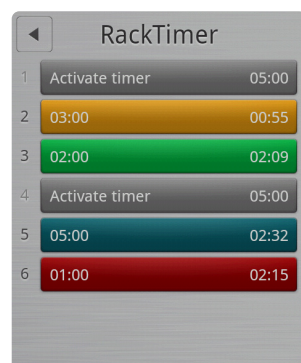 RackTimer
1 Activate timer 05:00
2 03:00 00:55
3 02:00 02:09
4 Activate timer 05:00
5 05:00 02:32
6 01:00 02:15